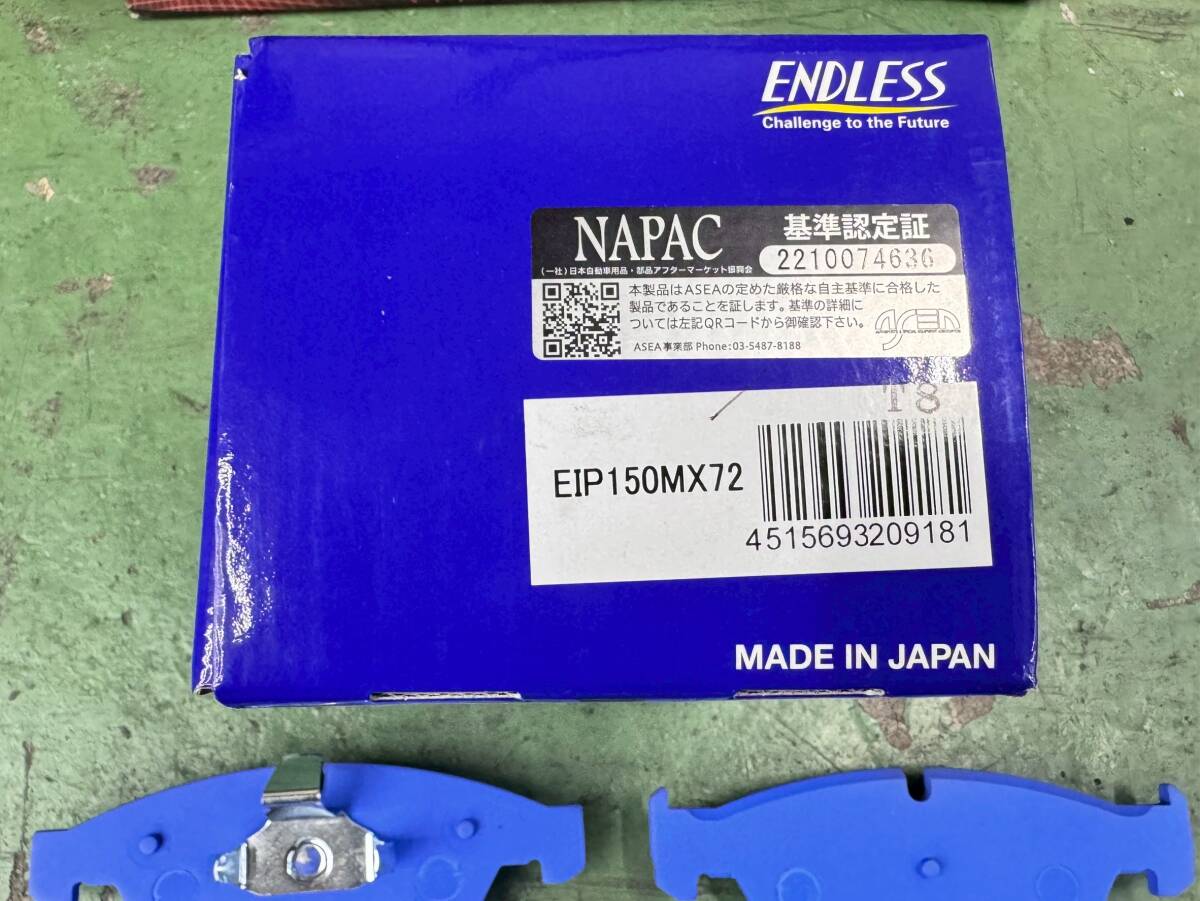 ENDLESS
Challenge to the Future
NAPAC
基準認定証
(一社)日本自動車用品・部品アフターマーケット振興会
2210074636
本製品はASEAの定めた厳格な自主基準に合格した
製品であることを証します。基準の詳細に
ついては左記QRコードから御確認下さい。
ASEA
ASEA事業部 Phone:03-5487-8188
T8
EIP150MX72
4515693209181
MADE IN JAPAN